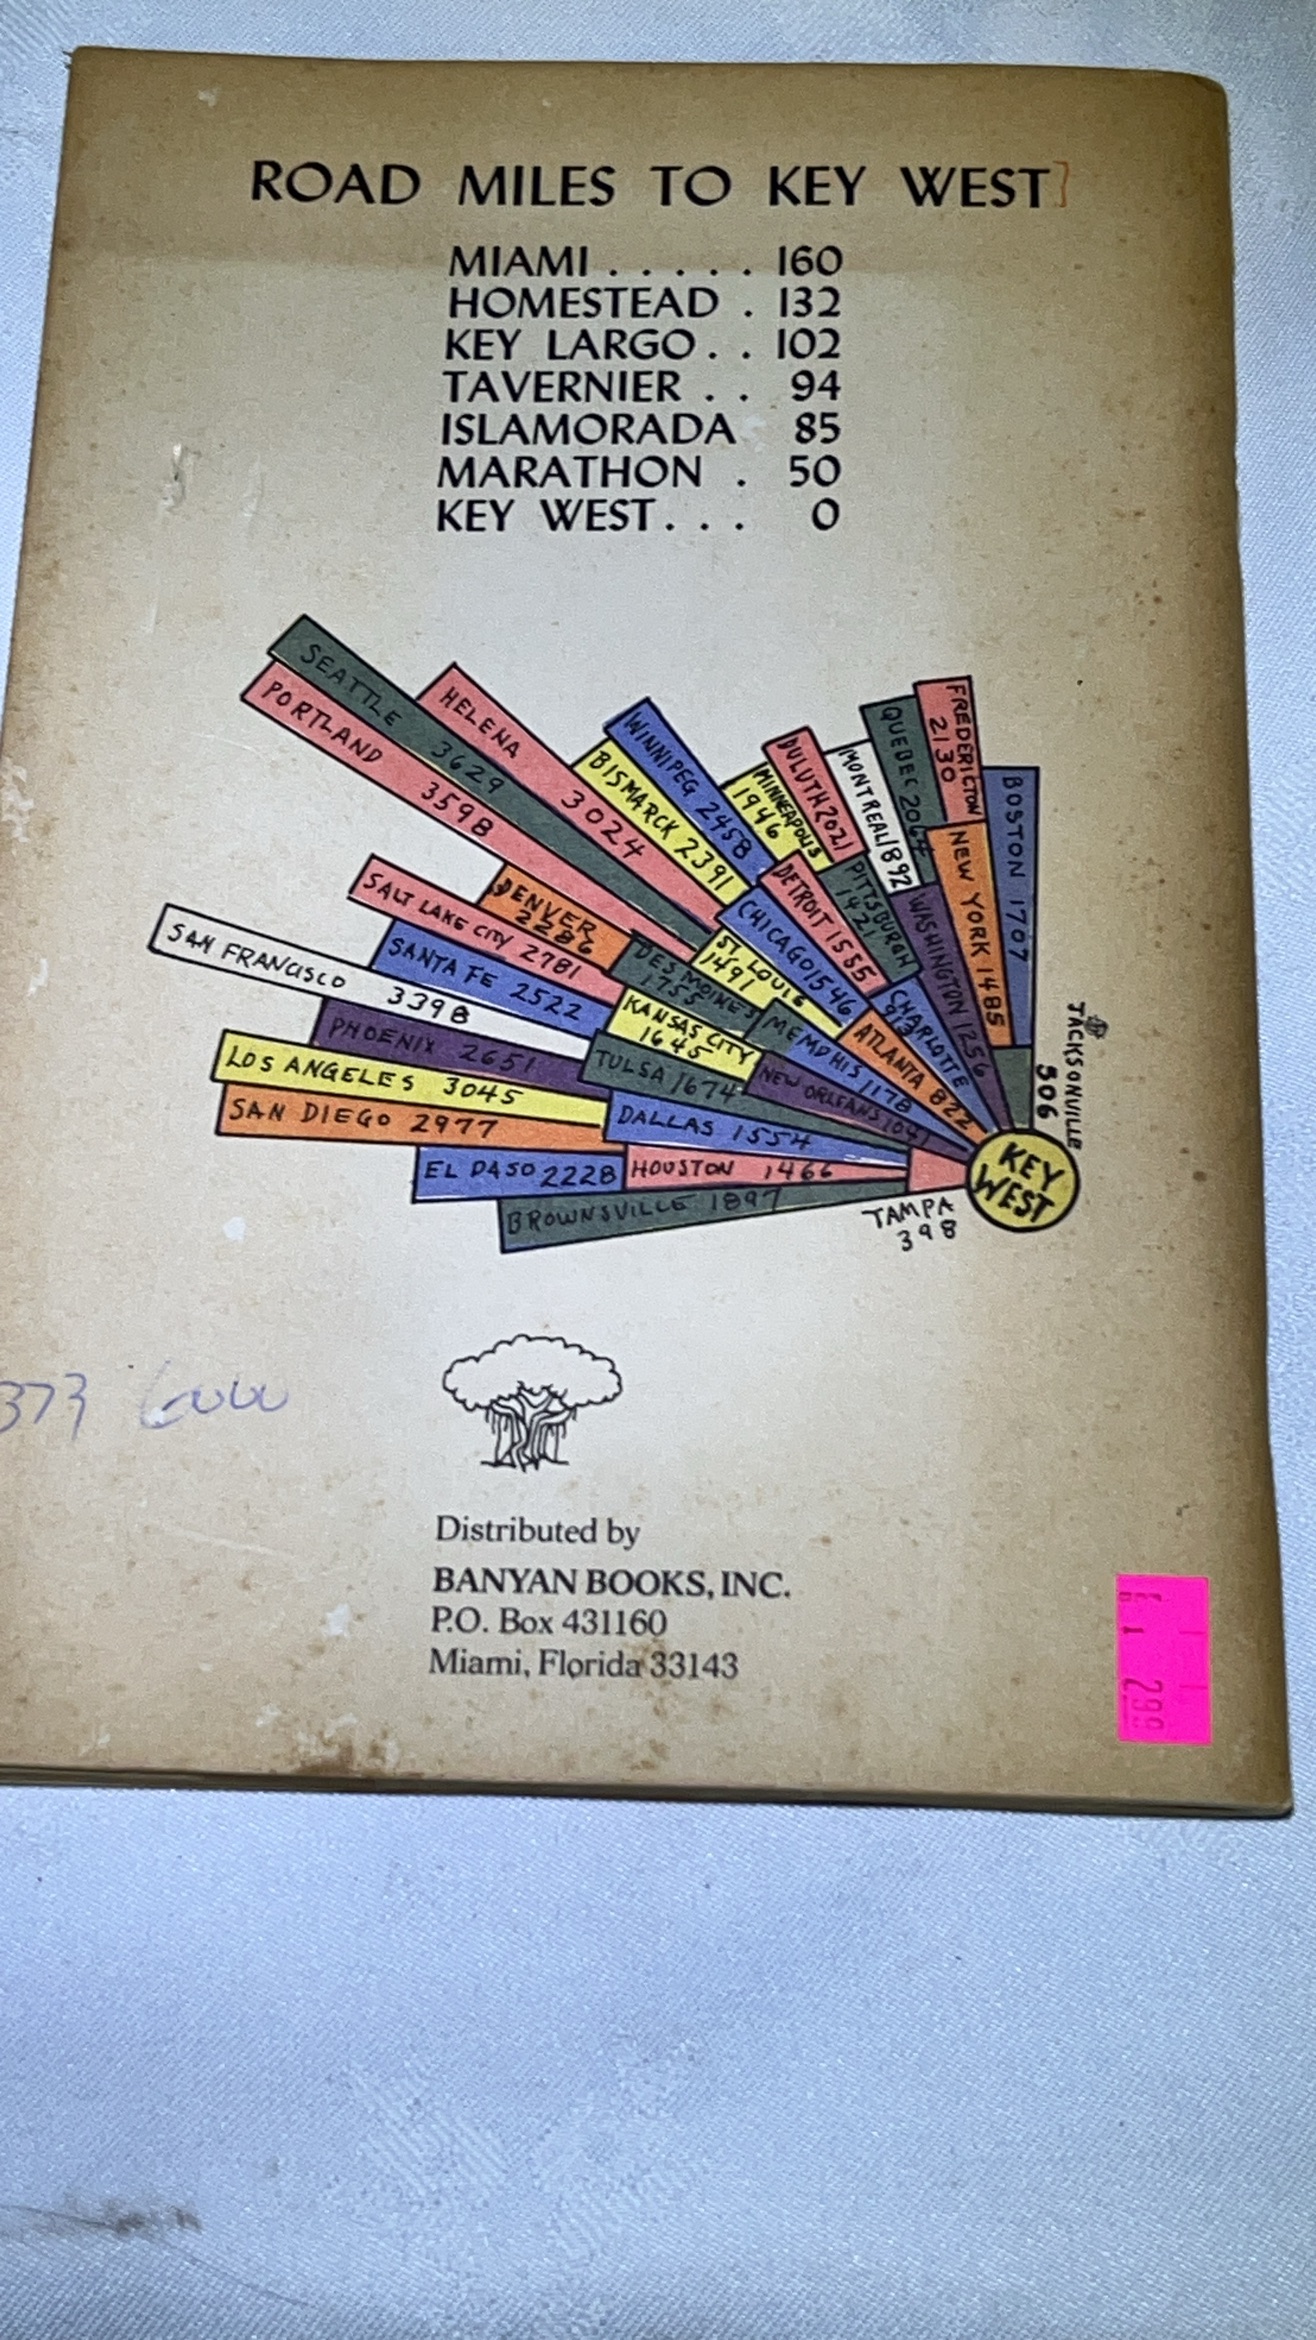 ROAD MILES TO KEY WEST
MIAMI . . . . . 160
HOMESTEAD . 132
KEY LARGO . . 102
TAVERNIER . . 94
ISLAMORADA 85
MARATHON . 50
KEY WEST . . . 0
SEATTLE 3629
PORTLAND 3598
HELENA 3024
WINNIPEG 2458
BISMARCK 2391
MINNEAPOLIS
1946
DULUTH 2021
MONTREAL 1892
QUEBEC 2064
FREDERICTON
2130
BOSTON 1707
NEW YORK 1485
WASHINGTON 1256
PITTSBURGH
1421
DETROIT 1555
CHICAGO 1546
CHARLOTTE
ST LOUIS
1491
DENVER
2286
DES MOINES
1755
SALT LAKE CITY 2781
SANTA FE 2522
SAN FRANCISCO 3398
KANSAS CITY
1645
MEMPHIS 1178
ATLANTA 822
JACKSONVILLE
506
PHOENIX 2651
TULSA 1674
NEW ORLEANS 1041
LOS ANGELES 3045
SAN DIEGO 2977
DALLAS 1554
EL PASO 2228
HOUSTON 1466
BROWNSVILLE 1897
TAMPA
398
KEY
WEST
373
Distributed by
BANYAN BOOKS, INC.
P.O. Box 431160
Miami, Florida 33143
299